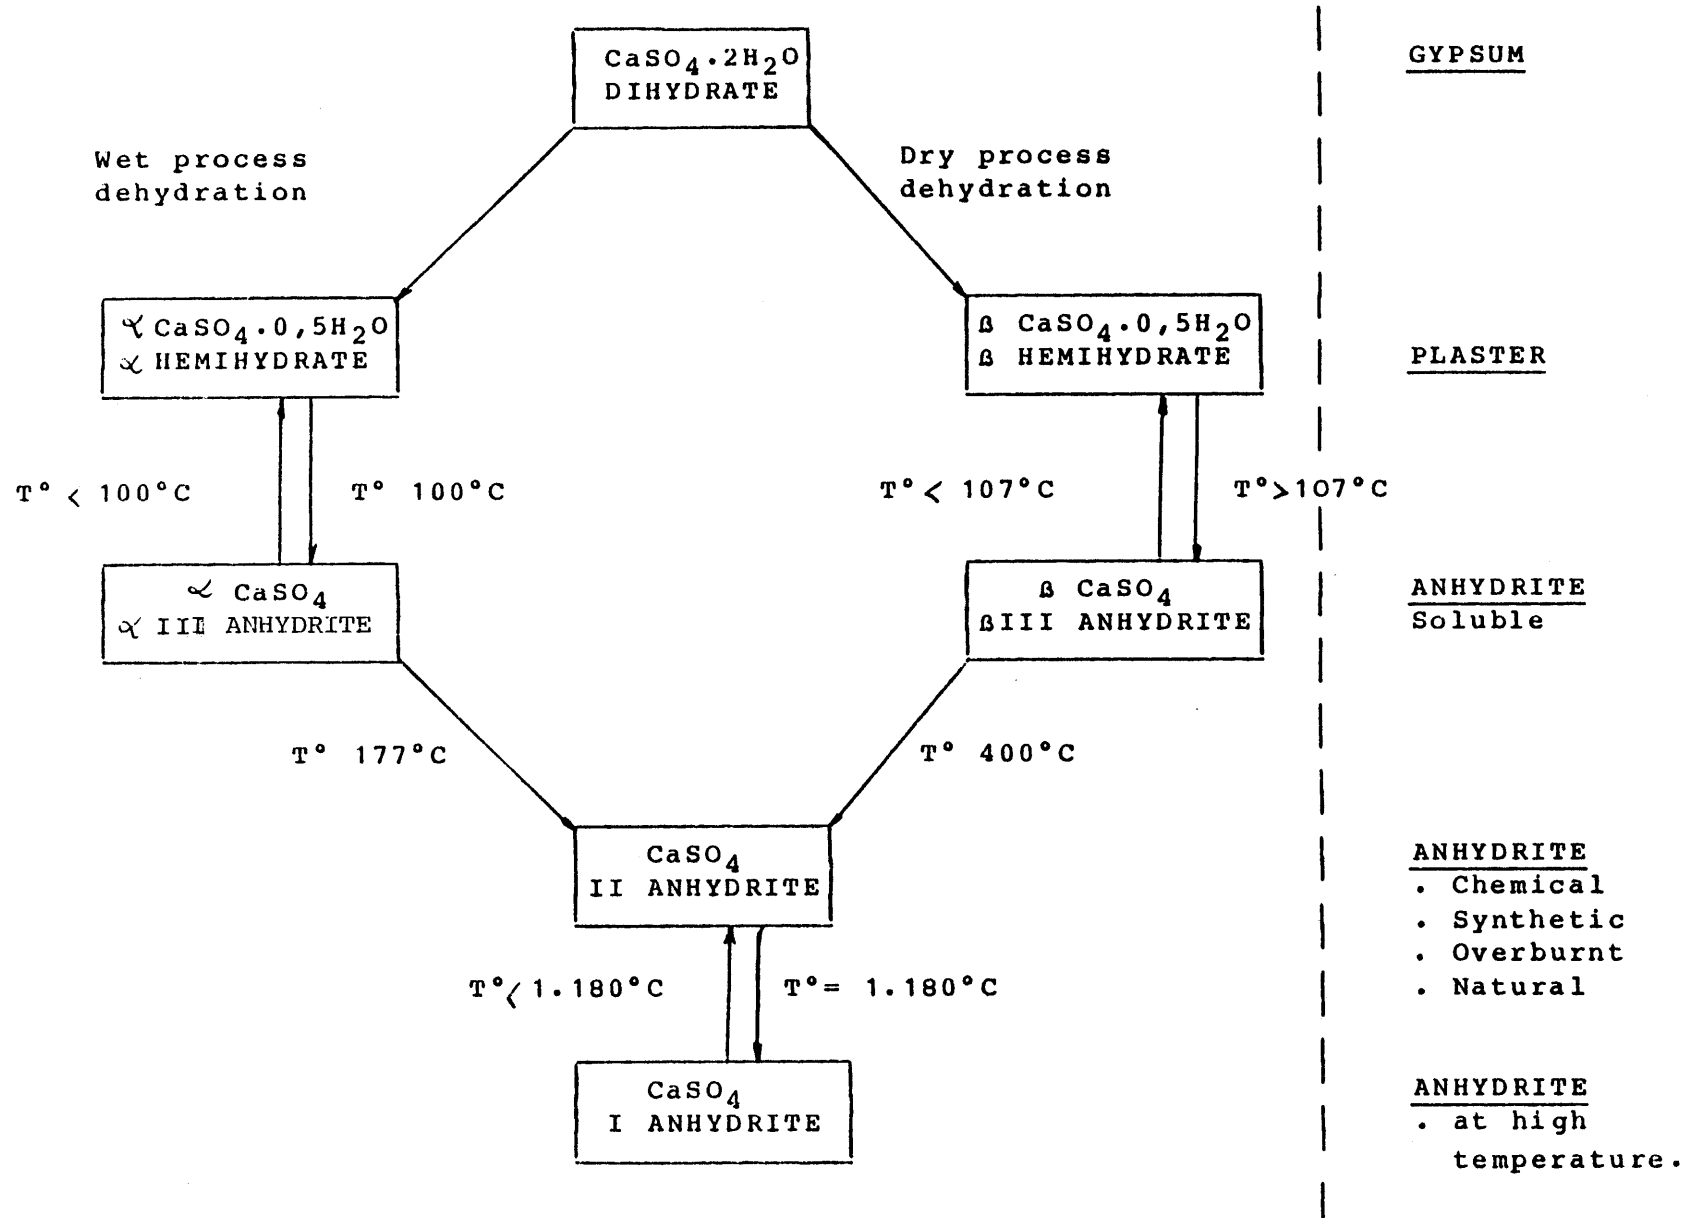 CaSO₄.2H₂O
DIHYDRATE
GYPSUM
Wet process
dehydration
Dry process
dehydration
α CaSO₄.0,5H₂O
α HEMIHYDRATE
β CaSO₄.0,5H₂O
β HEMIHYDRATE
PLASTER
T° < 100°C
T° 100°C
T° < 107°C
T°>107°C
α CaSO₄
α III ANHYDRITE
β CaSO₄
βIII ANHYDRITE
ANHYDRITE
Soluble
T° 177°C
T° 400°C
CaSO₄
II ANHYDRITE
ANHYDRITE
. Chemical
. Synthetic
. Overburnt
. Natural
T°< 1.180°C
T°= 1.180°C
CaSO₄
I ANHYDRITE
ANHYDRITE
. at high
temperature.